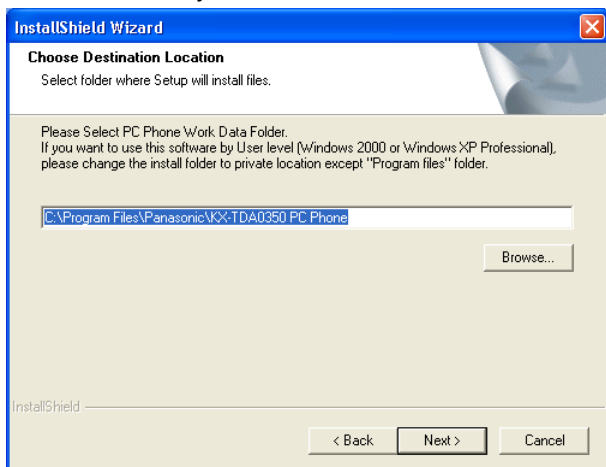 InstallShield Wizard
Choose Destination Location
Select folder where Setup will install files.
Please Select PC Phone Work Data Folder.
If you want to use this software by User level (Windows 2000 or Windows XP Professional),
please change the install folder to private location except "Program files" folder.
C:\Program Files\Panasonic\KX-TDA0350 PC Phone
Browse...
InstallShield
< Back Next > Cancel